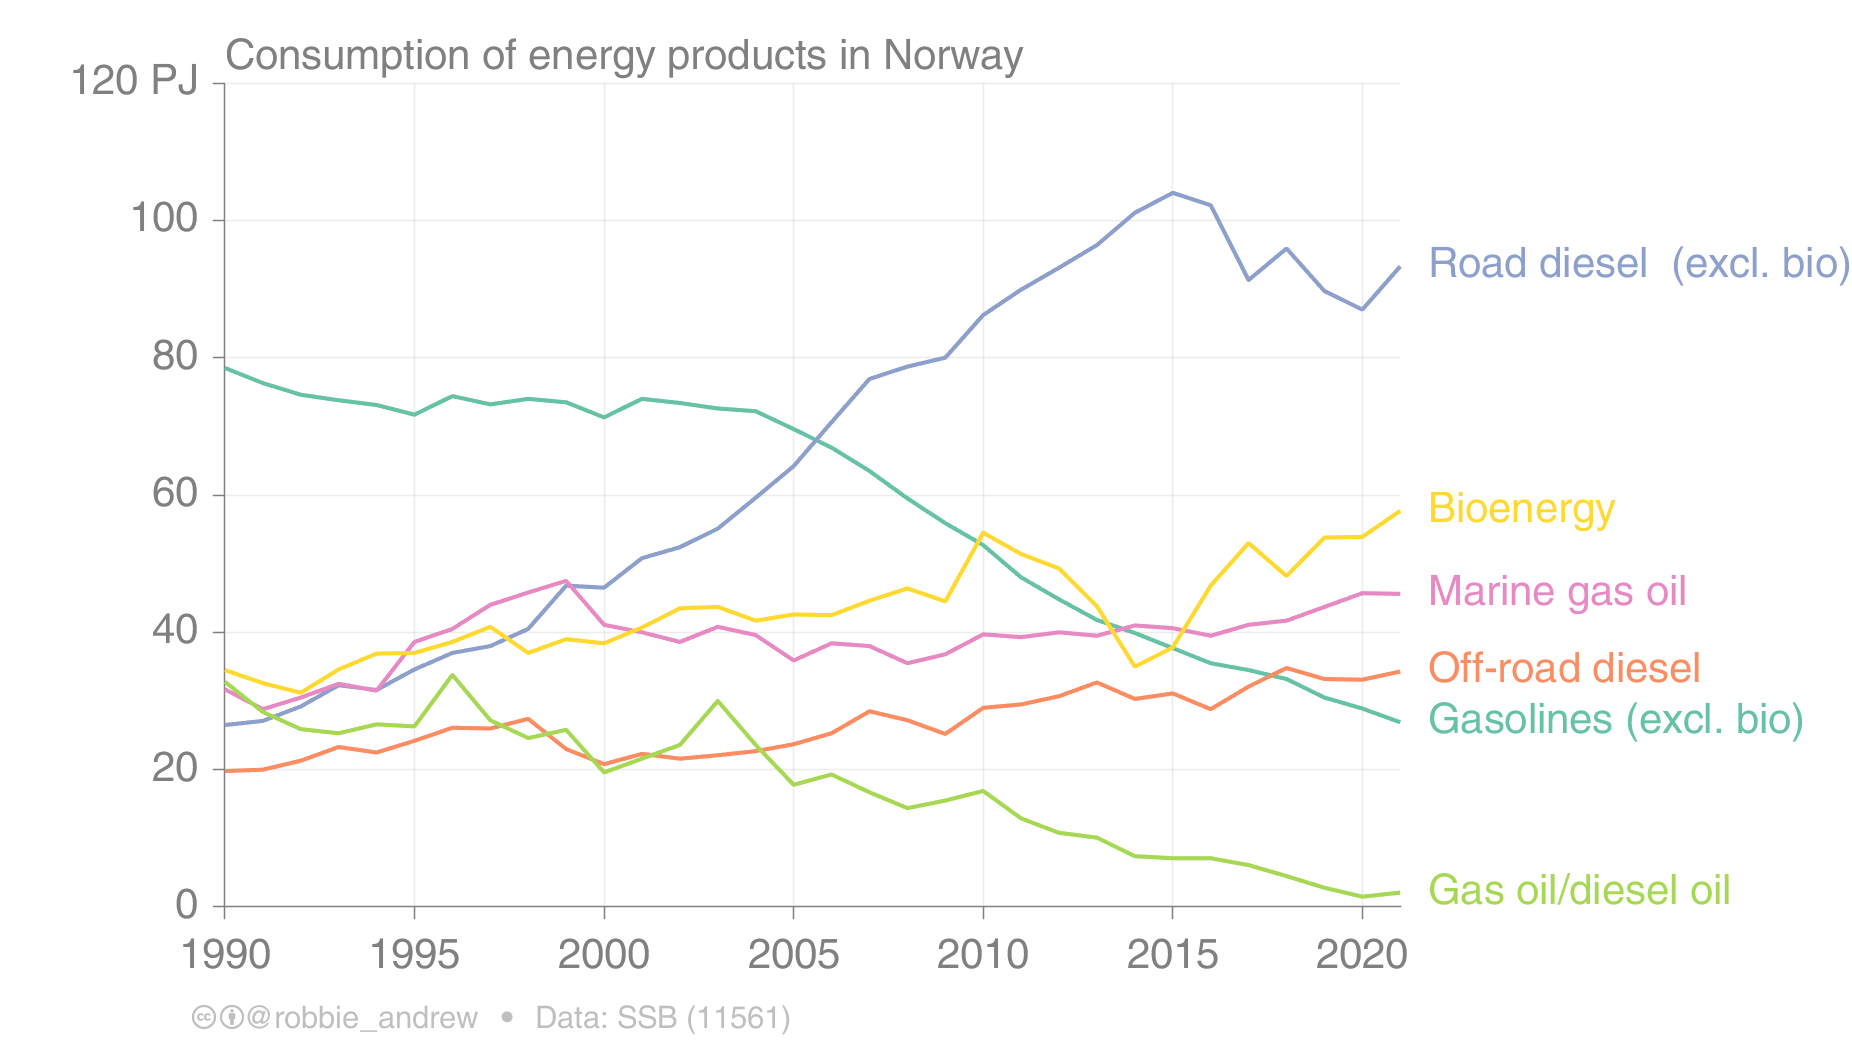 Consumption of energy products in Norway
120 PJ
100
80
60
40
20
0
Road diesel  (excl. bio)
Bioenergy
Marine gas oil
Off-road diesel
Gasolines (excl. bio)
Gas oil/diesel oil
1990 1995 2000 2005 2010 2015 2020
cc @robbie_andrew • Data: SSB (11561)